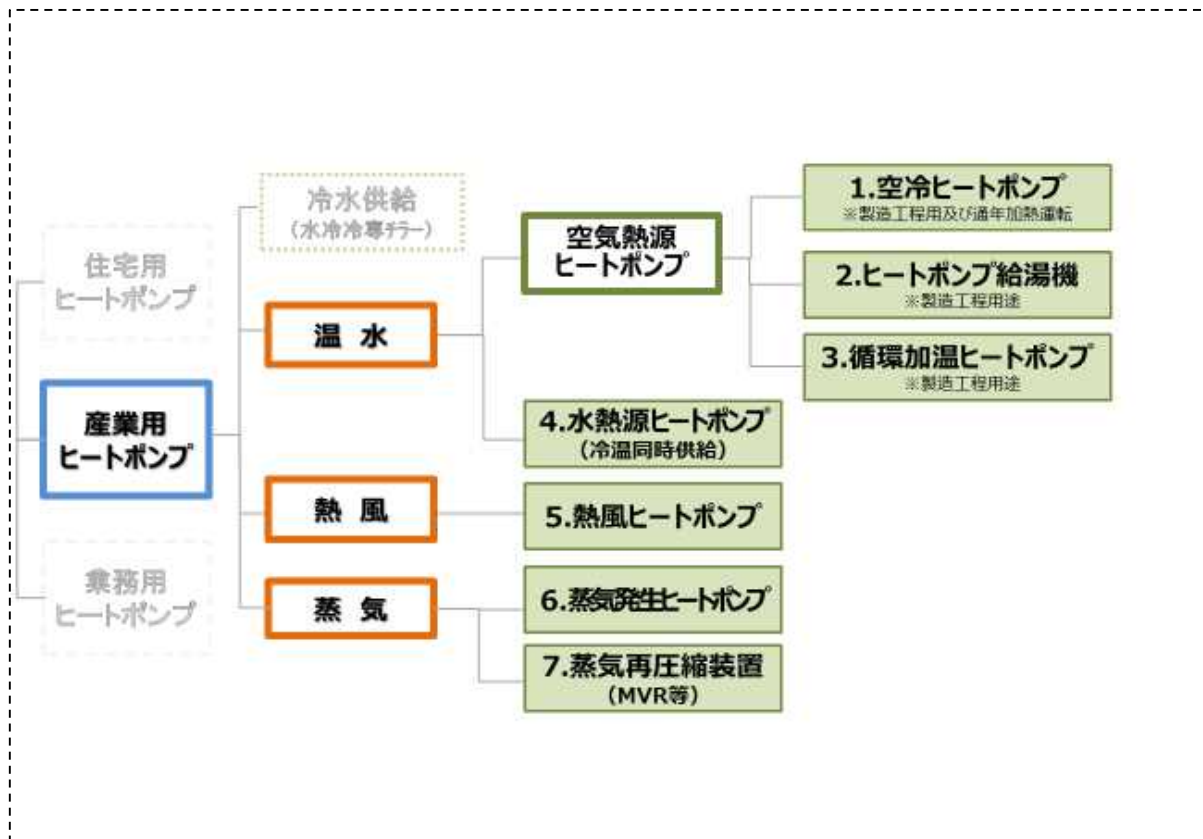 住宅用
ヒートポンプ
産業用
ヒートポンプ
業務用
ヒートポンプ
冷水供給
(水冷冷専チラー)
温 水
熱 風
蒸 気
空気熱源
ヒートポンプ
1.空冷ヒートポンプ
※製造工程用及び通年加熱運転
2.ヒートポンプ給湯機
※製造工程用途
3.循環加温ヒートポンプ
※製造工程用途
4.水熱源ヒートポンプ
(冷温同時供給)
5.熱風ヒートポンプ
6.蒸気発生ヒートポンプ
7.蒸気再圧縮装置
(MVR等)